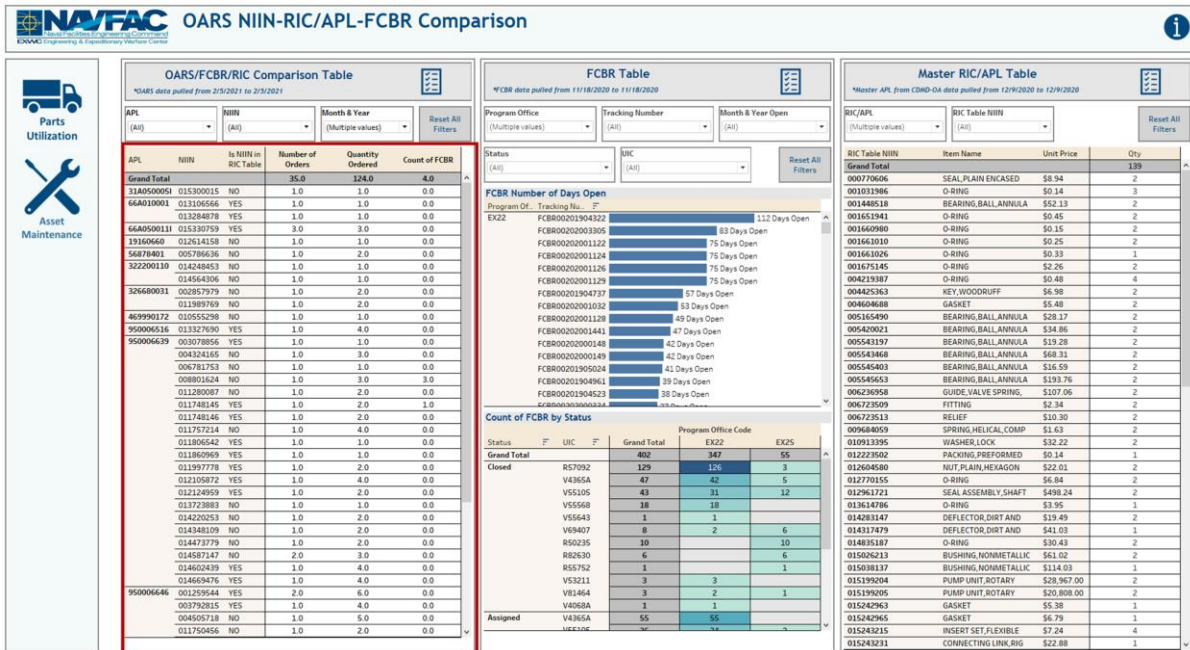 NAVFAC
Naval Facilities Engineering Command
EXWC Engineering & Expeditionary Warfare Center
OARS NIIN-RIC/APL-FCBR Comparison
i
Parts
Utilization
Asset
Maintenance
OARS/FCBR/RIC Comparison Table
*OARS data pulled from 2/5/2021 to 2/5/2021
APL NIIN Month & Year
(All) (All) (Multiple values) Reset All Filters
APL NIIN Is NIIN in RIC Table Number of Orders Quantity Ordered Count of FCBR
Grand Total 35.0 124.0 4.0
31A050005I 015300015 NO 1.0 1.0 0.0
66A010001 013106566 YES 1.0 1.0 0.0
013284878 YES 1.0 1.0 0.0
66A050011I 015330759 YES 3.0 3.0 0.0
19160660 012614158 NO 1.0 1.0 0.0
56878401 005786636 NO 1.0 2.0 0.0
322200110 014248453 NO 1.0 1.0 0.0
014564306 NO 1.0 1.0 0.0
326680031 002857979 NO 1.0 2.0 0.0
011989769 NO 1.0 2.0 0.0
469990172 010555298 NO 1.0 1.0 0.0
950006516 013327690 YES 1.0 4.0 0.0
950006639 003078856 YES 1.0 1.0 0.0
004324165 NO 1.0 3.0 0.0
006781753 NO 1.0 1.0 0.0
008801624 NO 1.0 3.0 3.0
011280087 NO 1.0 2.0 0.0
011748145 YES 1.0 2.0 1.0
011748146 YES 1.0 2.0 0.0
011757214 NO 1.0 4.0 0.0
011806542 YES 1.0 1.0 0.0
011860969 YES 1.0 1.0 0.0
011997778 YES 1.0 2.0 0.0
012105872 YES 1.0 4.0 0.0
012124959 YES 1.0 2.0 0.0
013723883 NO 1.0 1.0 0.0
014220253 NO 1.0 2.0 0.0
014348109 NO 1.0 2.0 0.0
014473779 NO 1.0 2.0 0.0
014587147 NO 2.0 3.0 0.0
014602439 YES 1.0 4.0 0.0
014669476 YES 1.0 4.0 0.0
950006646 001259544 YES 2.0 6.0 0.0
003792815 YES 1.0 4.0 0.0
004505718 NO 1.0 5.0 0.0
011750456 NO 1.0 2.0 0.0
FCBR Table
*FCBR data pulled from 11/18/2020 to 11/18/2020
Program Office Tracking Number Month & Year Open
(Multiple values) (All) (All)
Status UIC
(All) (All) Reset All Filters
FCBR Number of Days Open
Program Of.. Tracking Nu..
EX22 FCBR00201904322 112 Days Open
FCBR00202003305 83 Days Open
FCBR00202001122 75 Days Open
FCBR00202001124 75 Days Open
FCBR00202001126 75 Days Open
FCBR00202001129 75 Days Open
FCBR00201904737 57 Days Open
FCBR00202001032 53 Days Open
FCBR00202001128 49 Days Open
FCBR00202001441 47 Days Open
FCBR00202000148 42 Days Open
FCBR00202000149 42 Days Open
FCBR00201905024 41 Days Open
FCBR00201904961 39 Days Open
FCBR00201904523 38 Days Open
Count of FCBR by Status
Program Office Code
Status UIC Grand Total EX22 EX25
Grand Total 402 347 55
Closed R57092 129 126 3
V4365A 47 42 5
V55105 43 31 12
V55568 18 18
V55643 1 1
V69407 8 2 6
R50235 10 10
R82630 6 6
R55752 1 1
V53211 3 3
V81464 3 2 1
V4068A 1 1
Assigned V4365A 55 55
Master RIC/APL Table
*Master APL from CDMD-OA data pulled from 12/9/2020 to 12/9/2020
RIC/APL RIC Table NIIN
(Multiple values) (All) Reset All Filters
RIC Table NIIN Item Name Unit Price Qty
Grand Total 139
000770606 SEAL,PLAIN ENCASED $8.94 2
001031986 O-RING $0.14 3
001448518 BEARING,BALL,ANNULA $52.13 2
001651941 O-RING $0.45 2
001660980 O-RING $0.15 2
001661010 O-RING $0.25 2
001661026 O-RING $0.33 1
001675145 O-RING $2.26 2
004219387 O-RING $0.48 4
004425363 KEY,WOODRUFF $6.98 2
004604688 GASKET $5.48 2
005165490 BEARING,BALL,ANNULA $28.17 2
005420021 BEARING,BALL,ANNULA $34.86 2
005543197 BEARING,BALL,ANNULA $19.28 2
005543468 BEARING,BALL,ANNULA $68.31 2
005545403 BEARING,BALL,ANNULA $16.59 2
005545653 BEARING,BALL,ANNULA $193.76 2
006236958 GUIDE,VALVE SPRING, $107.06 2
006723509 FITTING $2.34 2
006723513 RELIEF $10.30 2
009684059 SPRING,HELICAL,COMP $1.63 2
010913395 WASHER,LOCK $32.22 2
012223502 PACKING,PREFORMED $0.14 1
012604580 NUT,PLAIN,HEXAGON $22.01 2
012770155 O-RING $6.84 2
012961721 SEAL ASSEMBLY,SHAFT $498.24 2
013614786 O-RING $3.95 1
014283147 DEFLECTOR,DIRT AND $19.49 2
014317479 DEFLECTOR,DIRT AND $41.03 1
014835187 O-RING $30.43 2
015026213 BUSHING,NONMETALLIC $61.02 2
015038137 BUSHING,NONMETALLIC $114.03 1
015199204 PUMP UNIT,ROTARY $28,967.00 2
015199205 PUMP UNIT,ROTARY $20,808.00 2
015242963 GASKET $5.38 1
015242965 GASKET $6.79 1
015243215 INSERT SET,FLEXIBLE $7.24 4
015243231 CONNECTING LINK,RIG $22.88 1